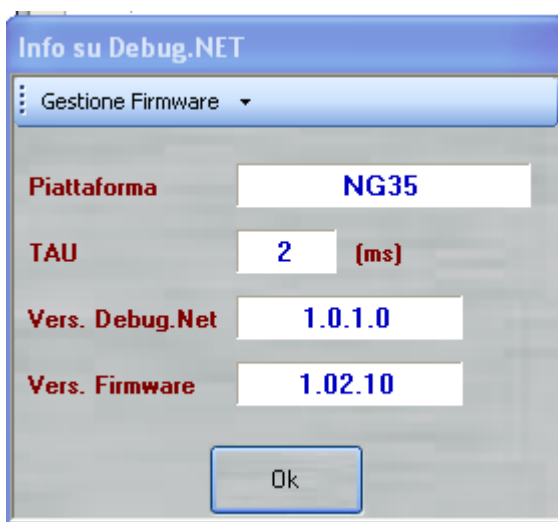 Info su Debug.NET
Gestione Firmware
Piattaforma NG35
TAU 2 (ms)
Vers. Debug.Net 1.0.1.0
Vers. Firmware 1.02.10
Ok